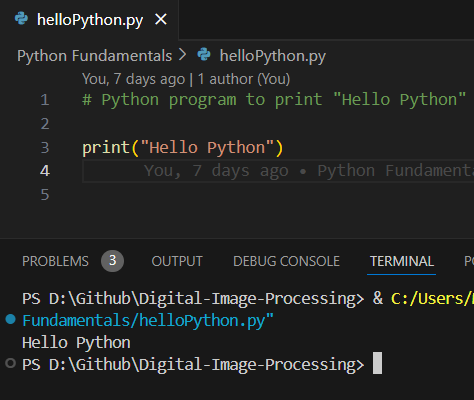 helloPython.py
Python Fundamentals > helloPython.py
You, 7 days ago | 1 author (You)
1 # Python program to print "Hello Python"
2
3 print("Hello Python")
4 You, 7 days ago • Python
5
PROBLEMS 3 OUTPUT DEBUG CONSOLE TERMINAL
PS D:\Github\Digital-Image-Processing> & C:/Users/
Fundamentals/helloPython.py"
Hello Python
PS D:\Github\Digital-Image-Processing>